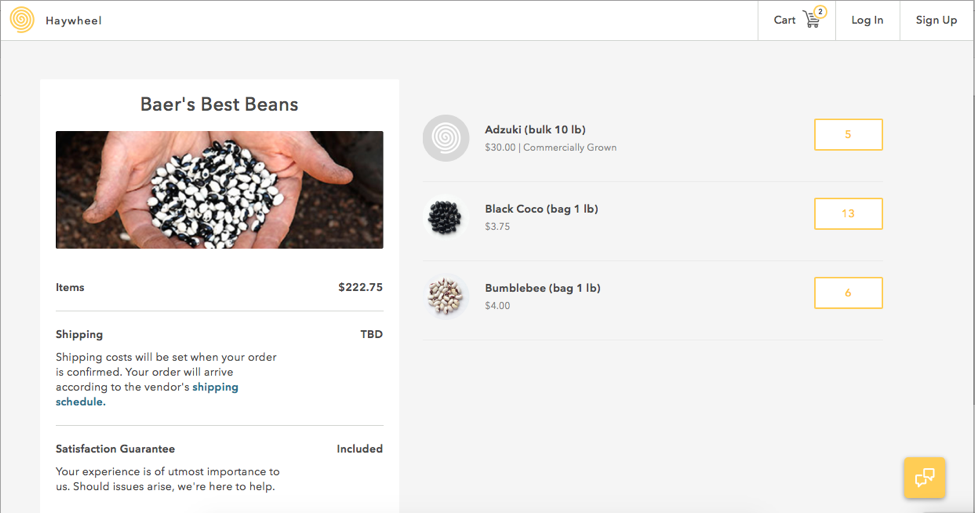 Haywheel
Cart
2
Log In
Sign Up
Baer's Best Beans
Items
$222.75
Shipping
TBD
Shipping costs will be set when your order
is confirmed. Your order will arrive
according to the vendor's shipping
schedule.
Satisfaction Guarantee
Included
Your experience is of utmost importance to
us. Should issues arise, we're here to help.
Adzuki (bulk 10 lb)
$30.00 | Commercially Grown
5
Black Coco (bag 1 lb)
$3.75
13
Bumblebee (bag 1 lb)
$4.00
6